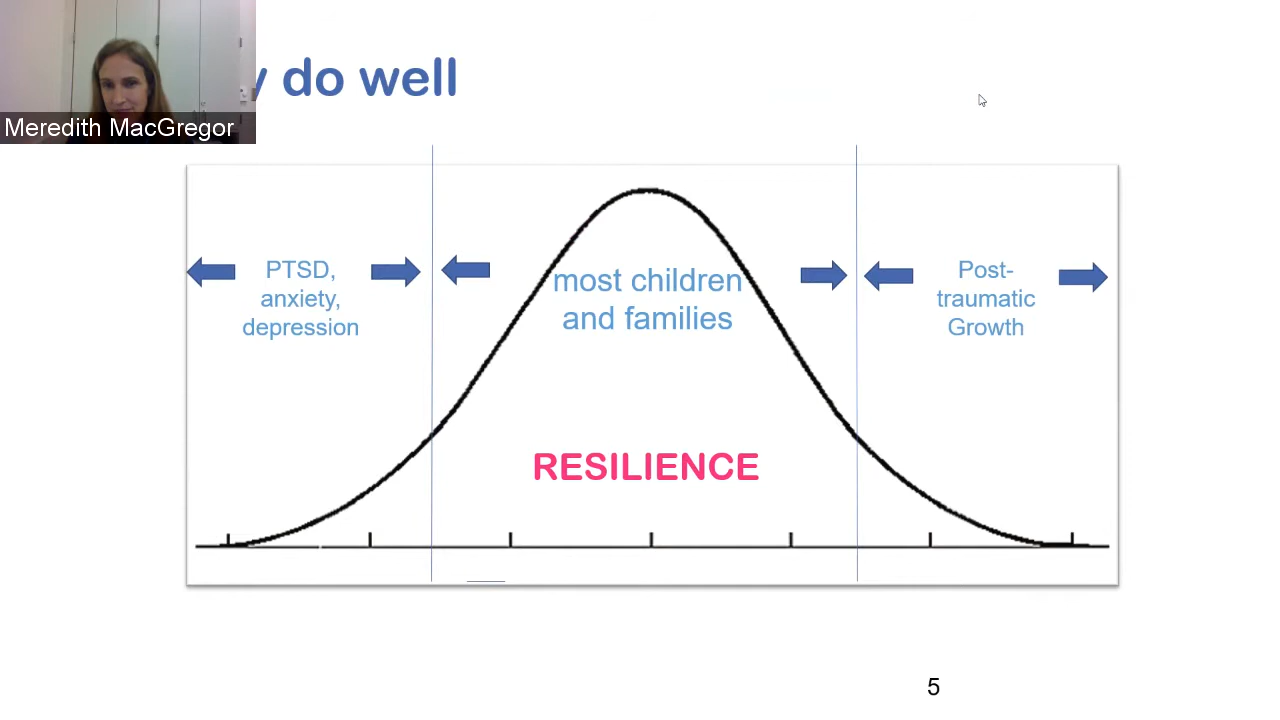 do well
Meredith MacGregor
PTSD,
anxiety,
depression
most children
and families
Post-
traumatic
Growth
RESILIENCE
5